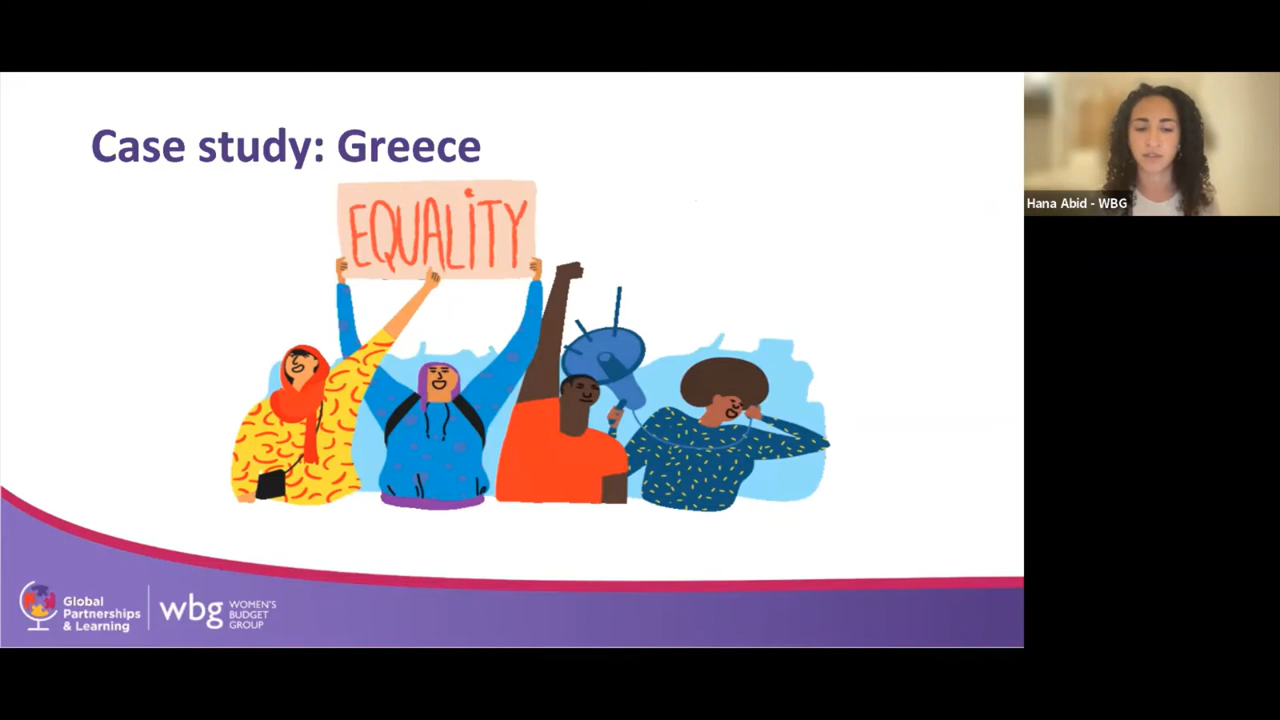 Case study: Greece
EQUALITY
Hana Abid - WBG
Global
Partnerships
& Learning
wbg
WOMEN'S
BUDGET
GROUP